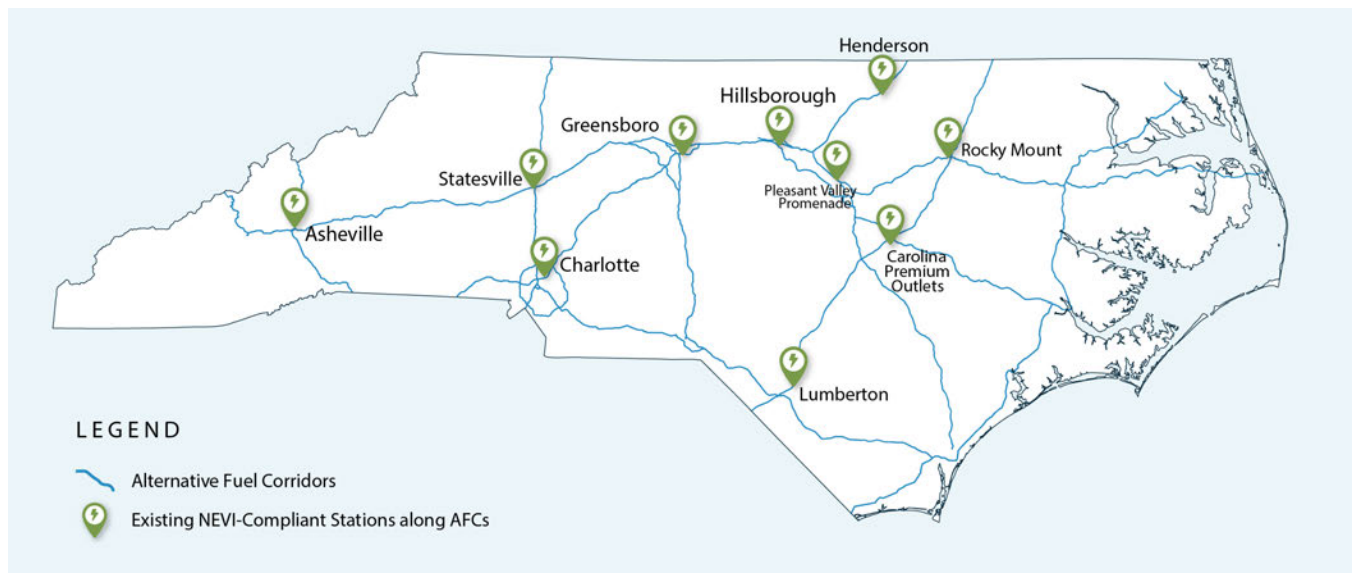 Henderson
Hillsborough
Greensboro
Rocky Mount
Statesville
Pleasant Valley
Promenade
Asheville
Carolina
Premium
Outlets
Charlotte
Lumberton
LEGEND
Alternative Fuel Corridors
Existing NEVI-Compliant Stations along AFCs